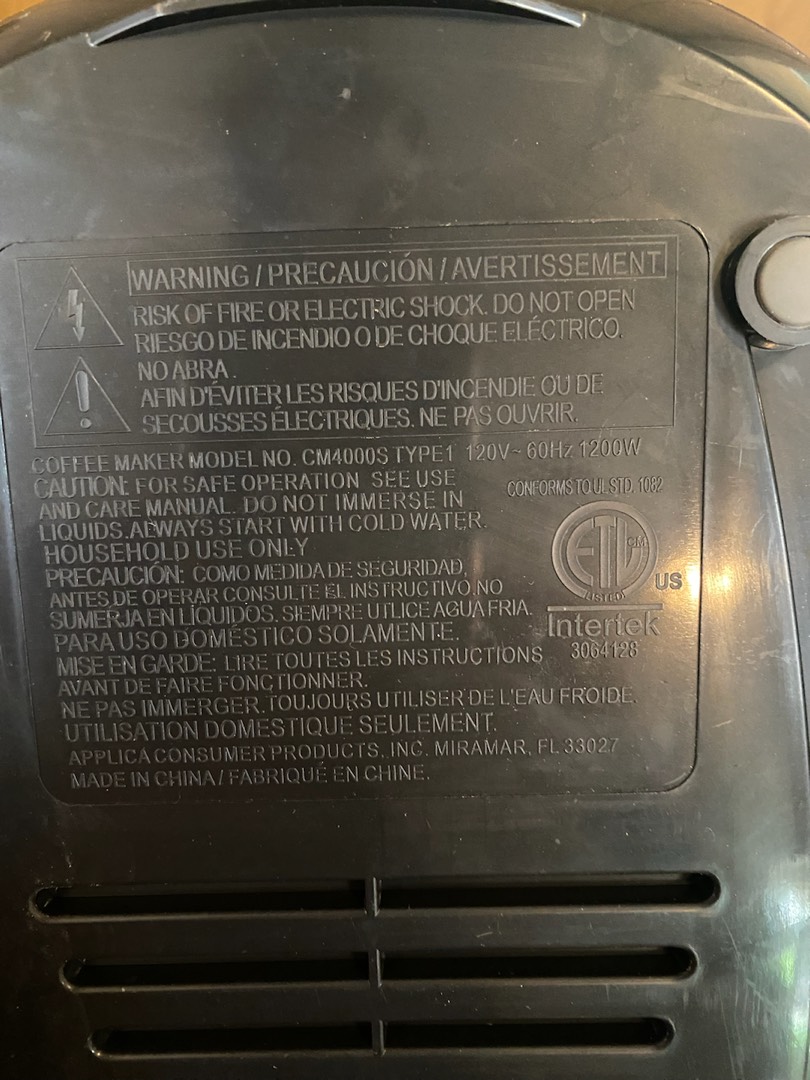 WARNING / PRECAUCIÓN / AVERTISSEMENT
RISK OF FIRE OR ELECTRIC SHOCK. DO NOT OPEN
RIESGO DE INCENDIO O DE CHOQUE ELÉCTRICO.
NO ABRA.
AFIN D'ÉVITER LES RISQUES D'INCENDIE OU DE
SECOUSSES ÉLECTRIQUES. NE PAS OUVRIR.
COFFEE MAKER MODEL NO. CM4000S TYPE1 120V~ 60Hz 1200W
CAUTION: FOR SAFE OPERATION SEE USE
AND CARE MANUAL. DO NOT IMMERSE IN
LIQUIDS. ALWAYS START WITH COLD WATER.
HOUSEHOLD USE ONLY
PRECAUCIÓN: COMO MEDIDA DE SEGURIDAD,
ANTES DE OPERAR CONSULTE EL INSTRUCTIVO. NO
SUMERJA EN LÍQUIDOS. SIEMPRE UTLICE AGUA FRIA.
PARA USO DOMÉSTICO SOLAMENTE.
MISE EN GARDE: LIRE TOUTES LES INSTRUCTIONS
AVANT DE FAIRE FONÇTIONNER.
NE PAS IMMERGER. TOUJOURS UTILISER DE L'EAU FROIDE.
UTILISATION DOMESTIQUE SEULEMENT.
APPLICA CONSUMER PRODUCTS, INC. MIRAMAR, FL 33027
MADE IN CHINA / FABRIQUÉ EN CHINE.
CONFORMS TO UL STD. 1082
ETL CM
LISTED
US
Intertek
3064128